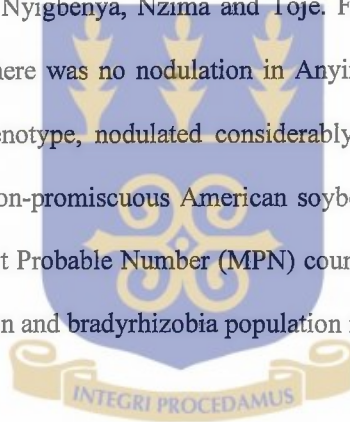 Nyigbenya, Nzima and Toje. F
here was no nodulation in Anyin
enotype, nodulated considerably
on-promiscuous American soybe
t Probable Number (MPN) coun
n and bradyrhizobia population i
INTEGRI PROCEDAMUS